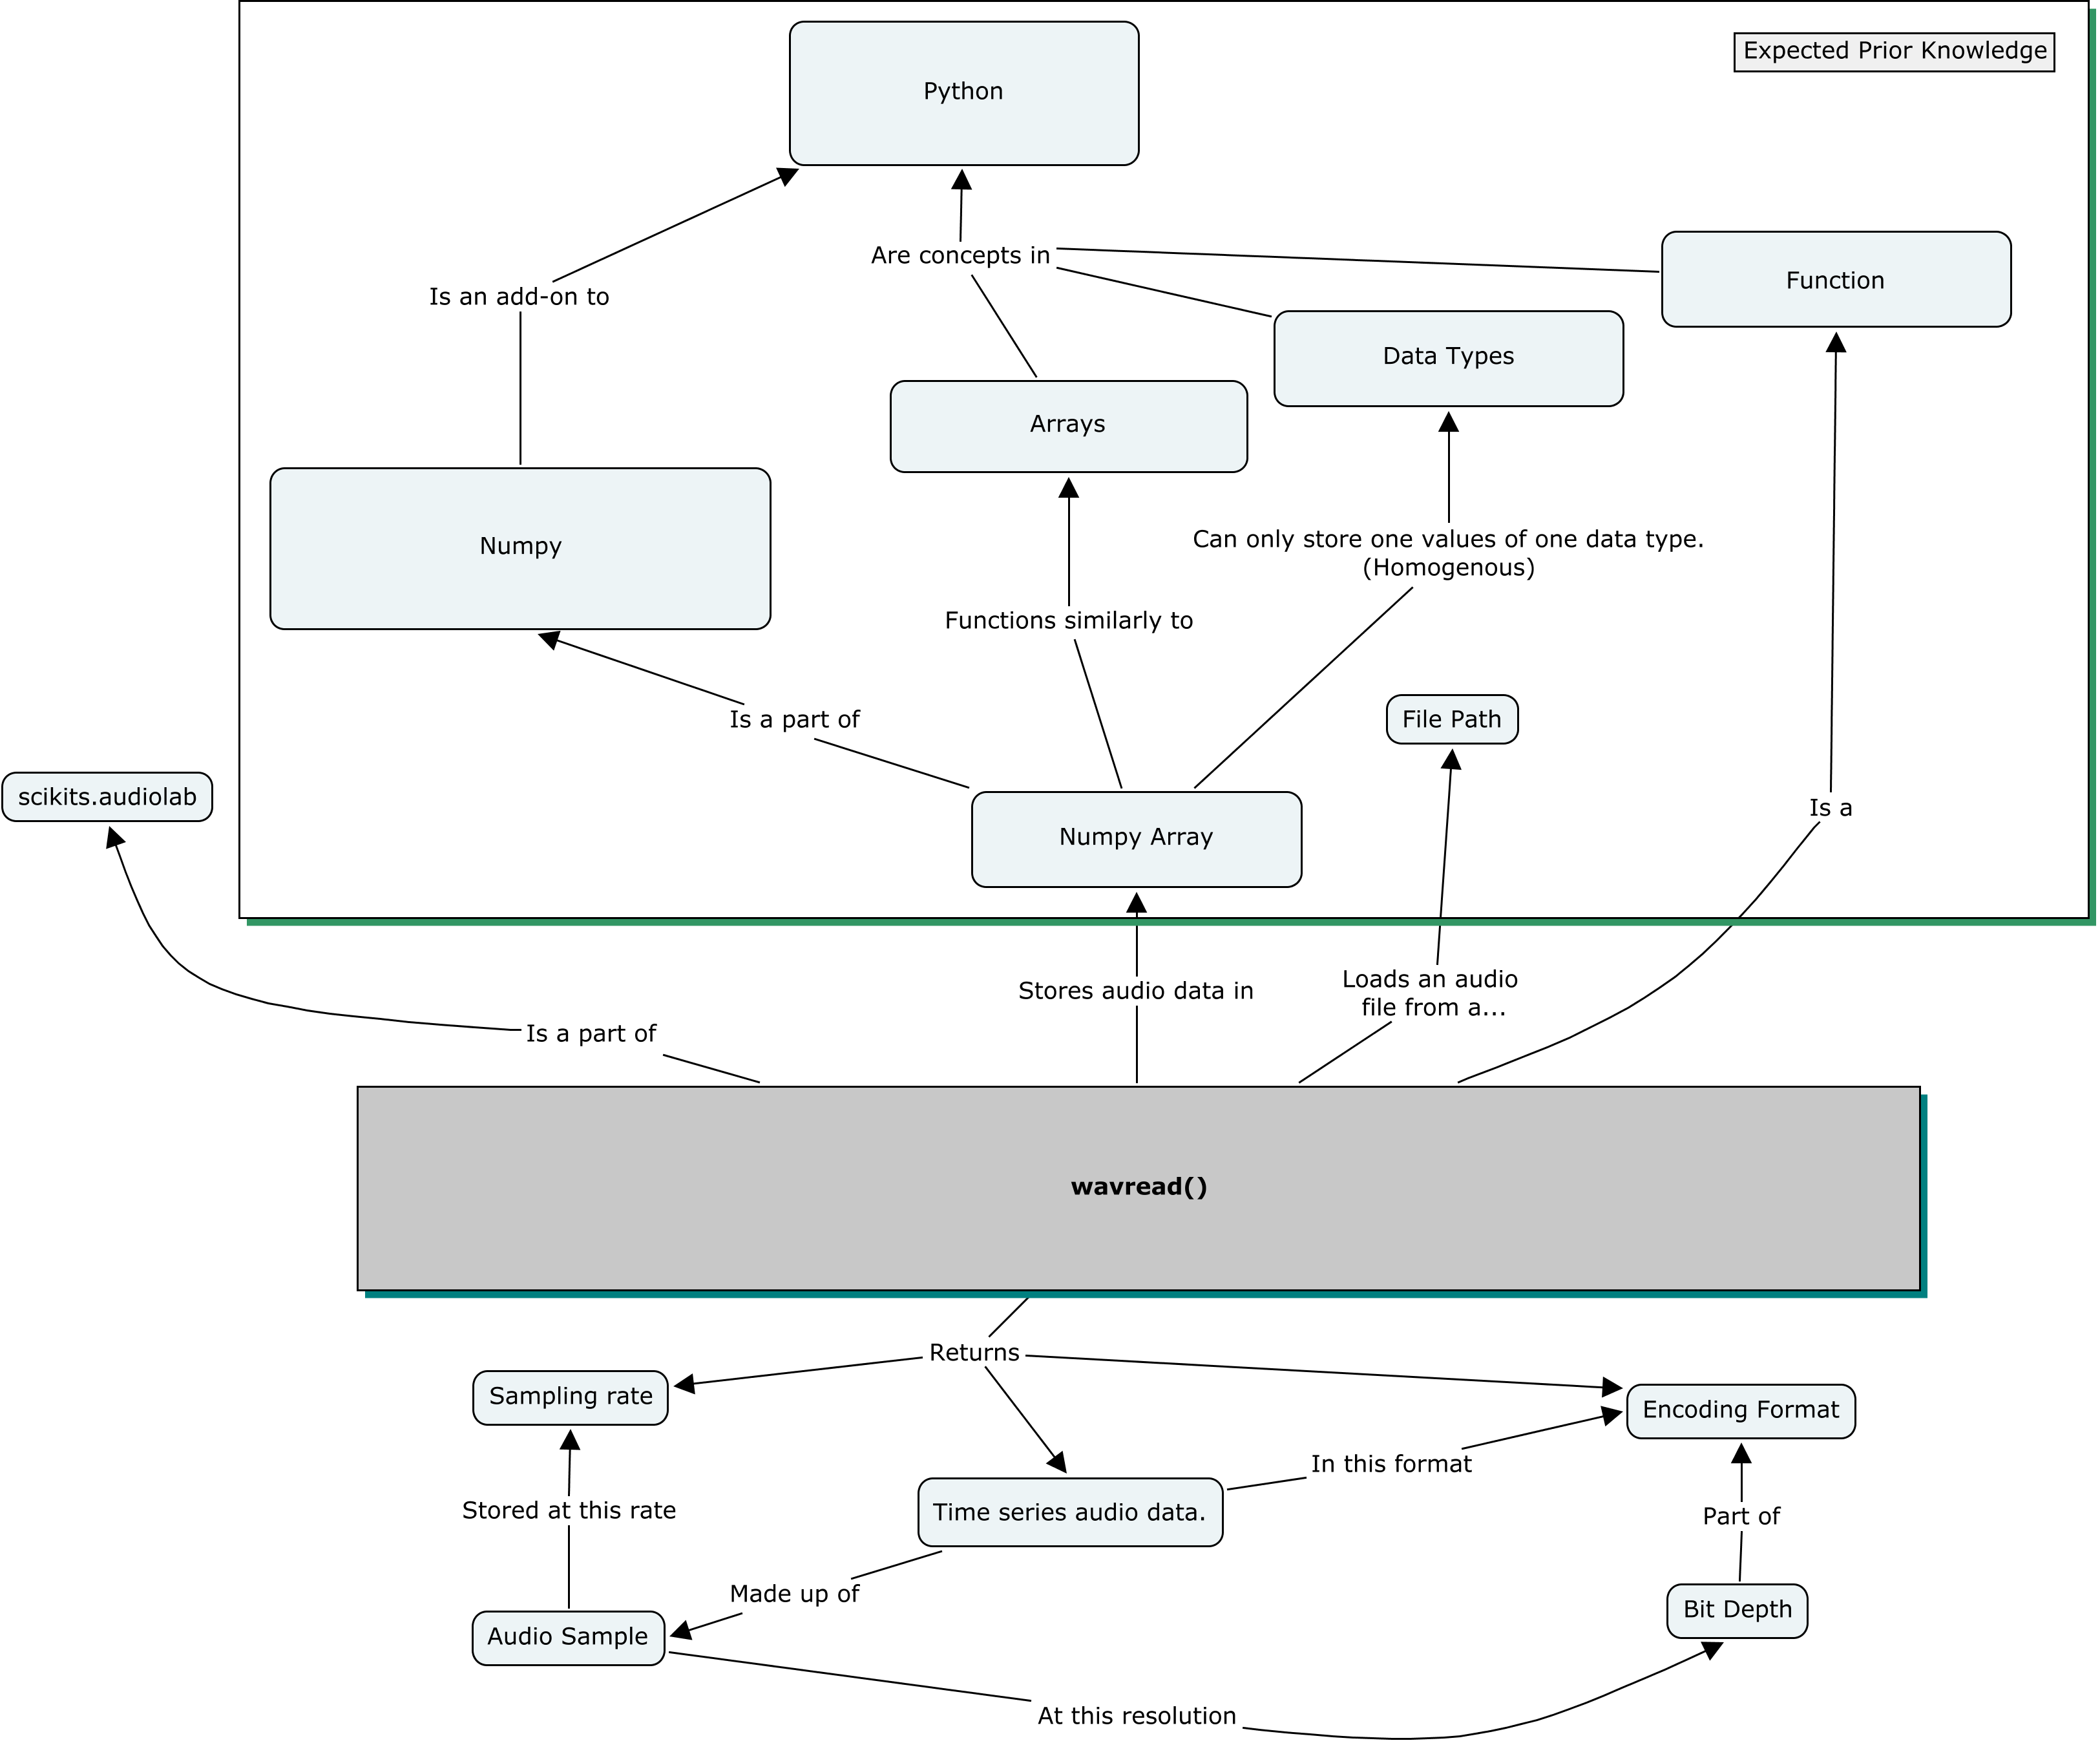 Expected Prior Knowledge
Python
Are concepts in
Function
Is an add-on to
Data Types
Arrays
Numpy
Can only store one values of one data type.
(Homogenous)
Functions similarly to
Is a part of
File Path
scikits.audiolab
Is a
Numpy Array
Loads an audio
file from a...
Stores audio data in
Is a part of
wavread()
Returns
Sampling rate
Encoding Format
In this format
Stored at this rate
Time series audio data.
Part of
Made up of
Bit Depth
Audio Sample
At this resolution